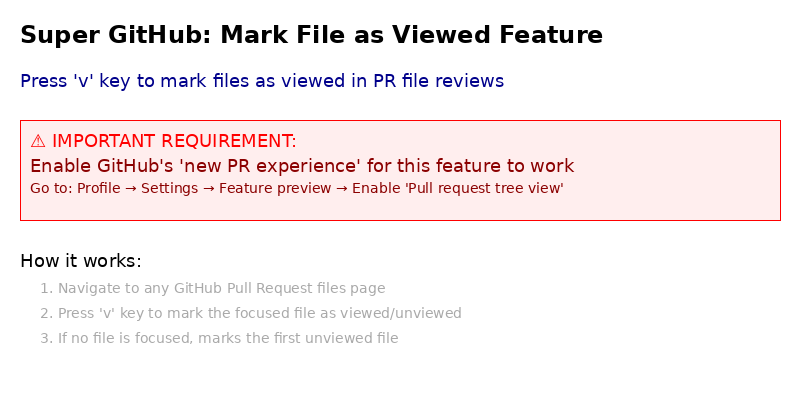 Super GitHub: Mark File as Viewed Feature
Press 'v' key to mark files as viewed in PR file reviews
⚠ IMPORTANT REQUIREMENT:
Enable GitHub's 'new PR experience' for this feature to work
Go to: Profile → Settings → Feature preview → Enable 'Pull request tree view'
How it works:
1. Navigate to any GitHub Pull Request files page
2. Press 'v' key to mark the focused file as viewed/unviewed
3. If no file is focused, marks the first unviewed file